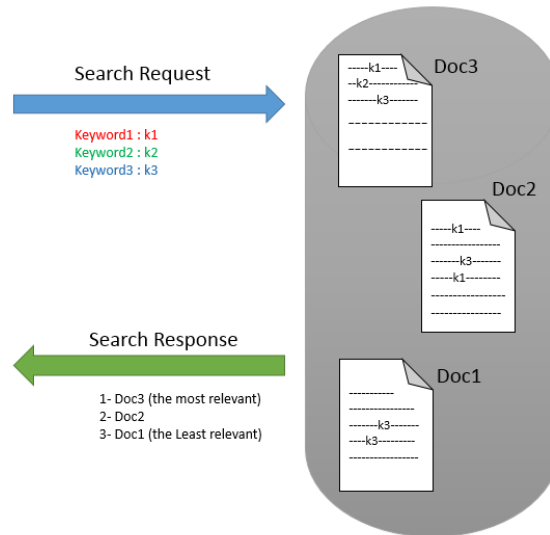 Search Request
Keyword1 : k1
Keyword2 : k2
Keyword3 : k3
Doc3
-----k1----
--k2------------
-------k3-------
--------------
--------------
Doc2
-----k1----
-----------------
-------k3-------
-----k1---------
------------------
-----------------
Search Response
1- Doc3 (the most relevant)
2- Doc2
3- Doc1 (the Least relevant)
Doc1
-----------
----------------
-------k3-------
----k3---------
-----------------